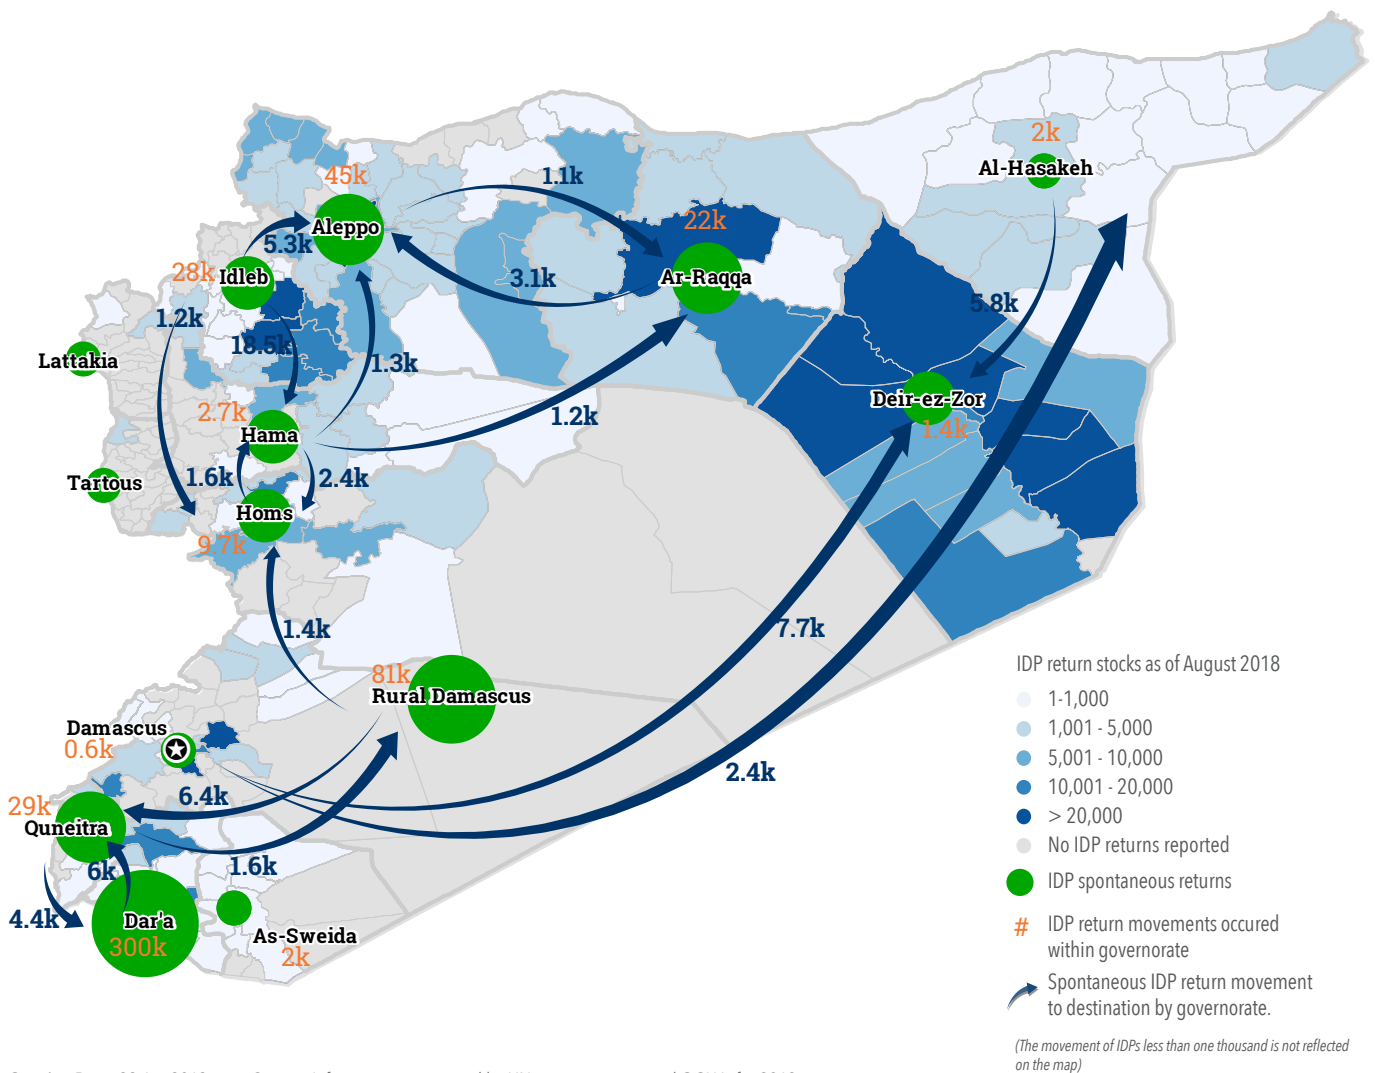 2k
Al-Hasakeh
45k
1.1k
Aleppo
22k
5.3k
28k
Idleb
Ar-Raqqa
3.1k
5.8k
1.2k
18.5k
Lattakia
1.3k
2.7k
Hama
1.2k
Deir-ez-Zor
1.4k
Tartous
1.6k
2.4k
Homs
9.7k
1.4k
7.7k
81k
Rural Damascus
Damascus
0.6k
2.4k
6.4k
29k
Quneitra
6k
1.6k
4.4k
Dar'a
300k
As-Sweida
2k
IDP return stocks as of August 2018
1-1,000
1,001 - 5,000
5,001 - 10,000
10,001 - 20,000
> 20,000
No IDP returns reported
IDP spontaneous returns
# IDP return movements occured
within governorate
Spontaneous IDP return movement
to destination by governorate.
(The movement of IDPs less than one thousand is not reflected
on the map)